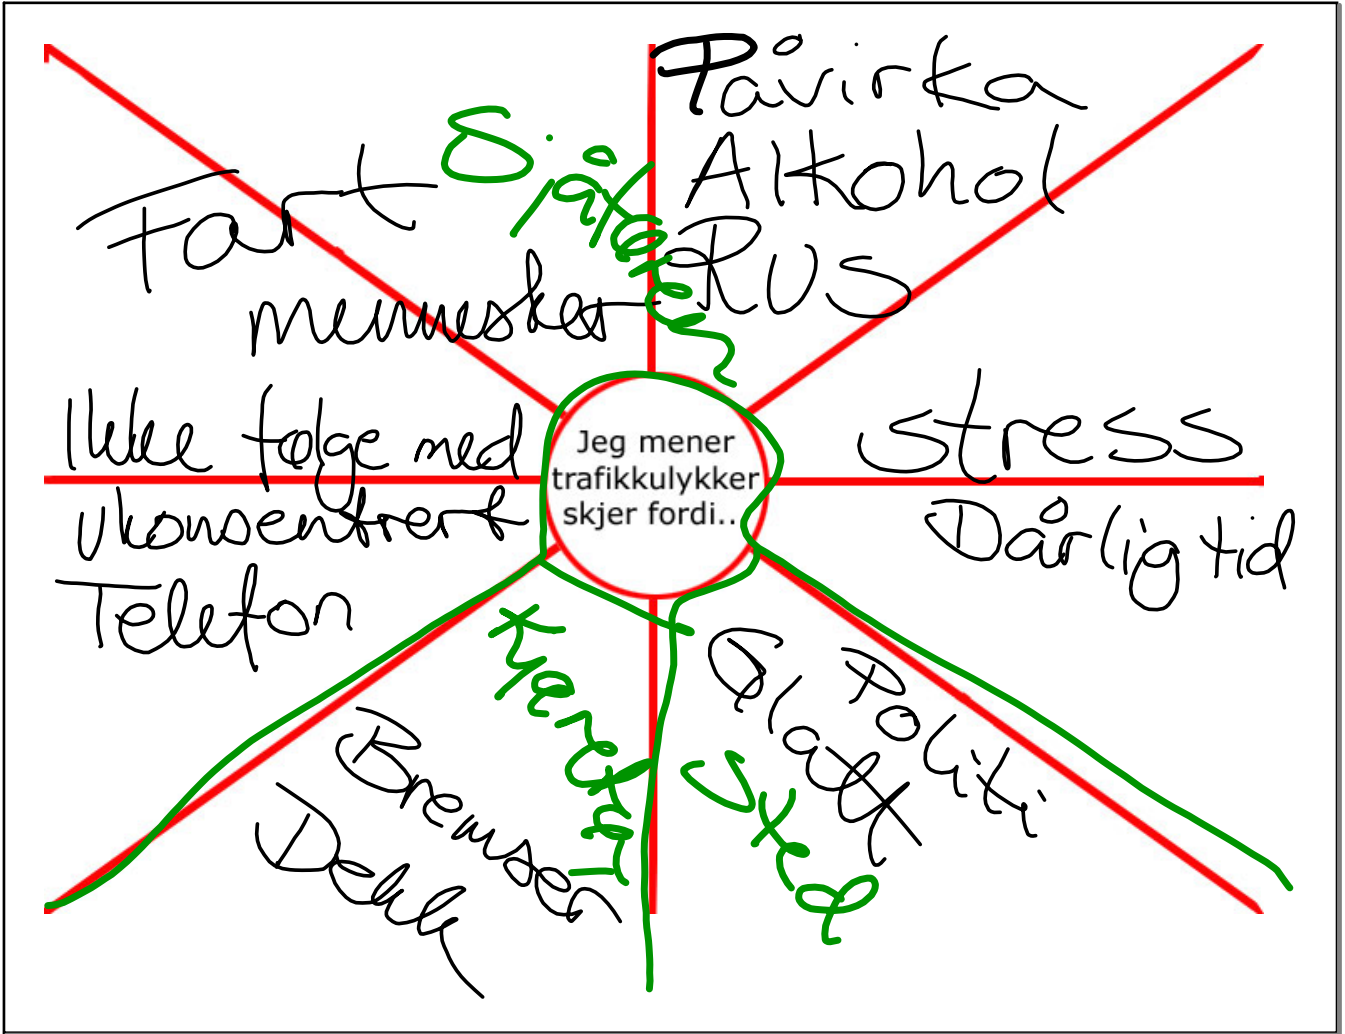 Påvirka
Alkohol
RUS
Sjåføren
Fart
mennesker
Ikke følge med
ukonsentrert
Telefon
Jeg mener
trafikkulykker
skjer fordi..
stress
Dårlig tid
Kjøretøy
Bremser
Dekk
Sted
Glatt
Politi